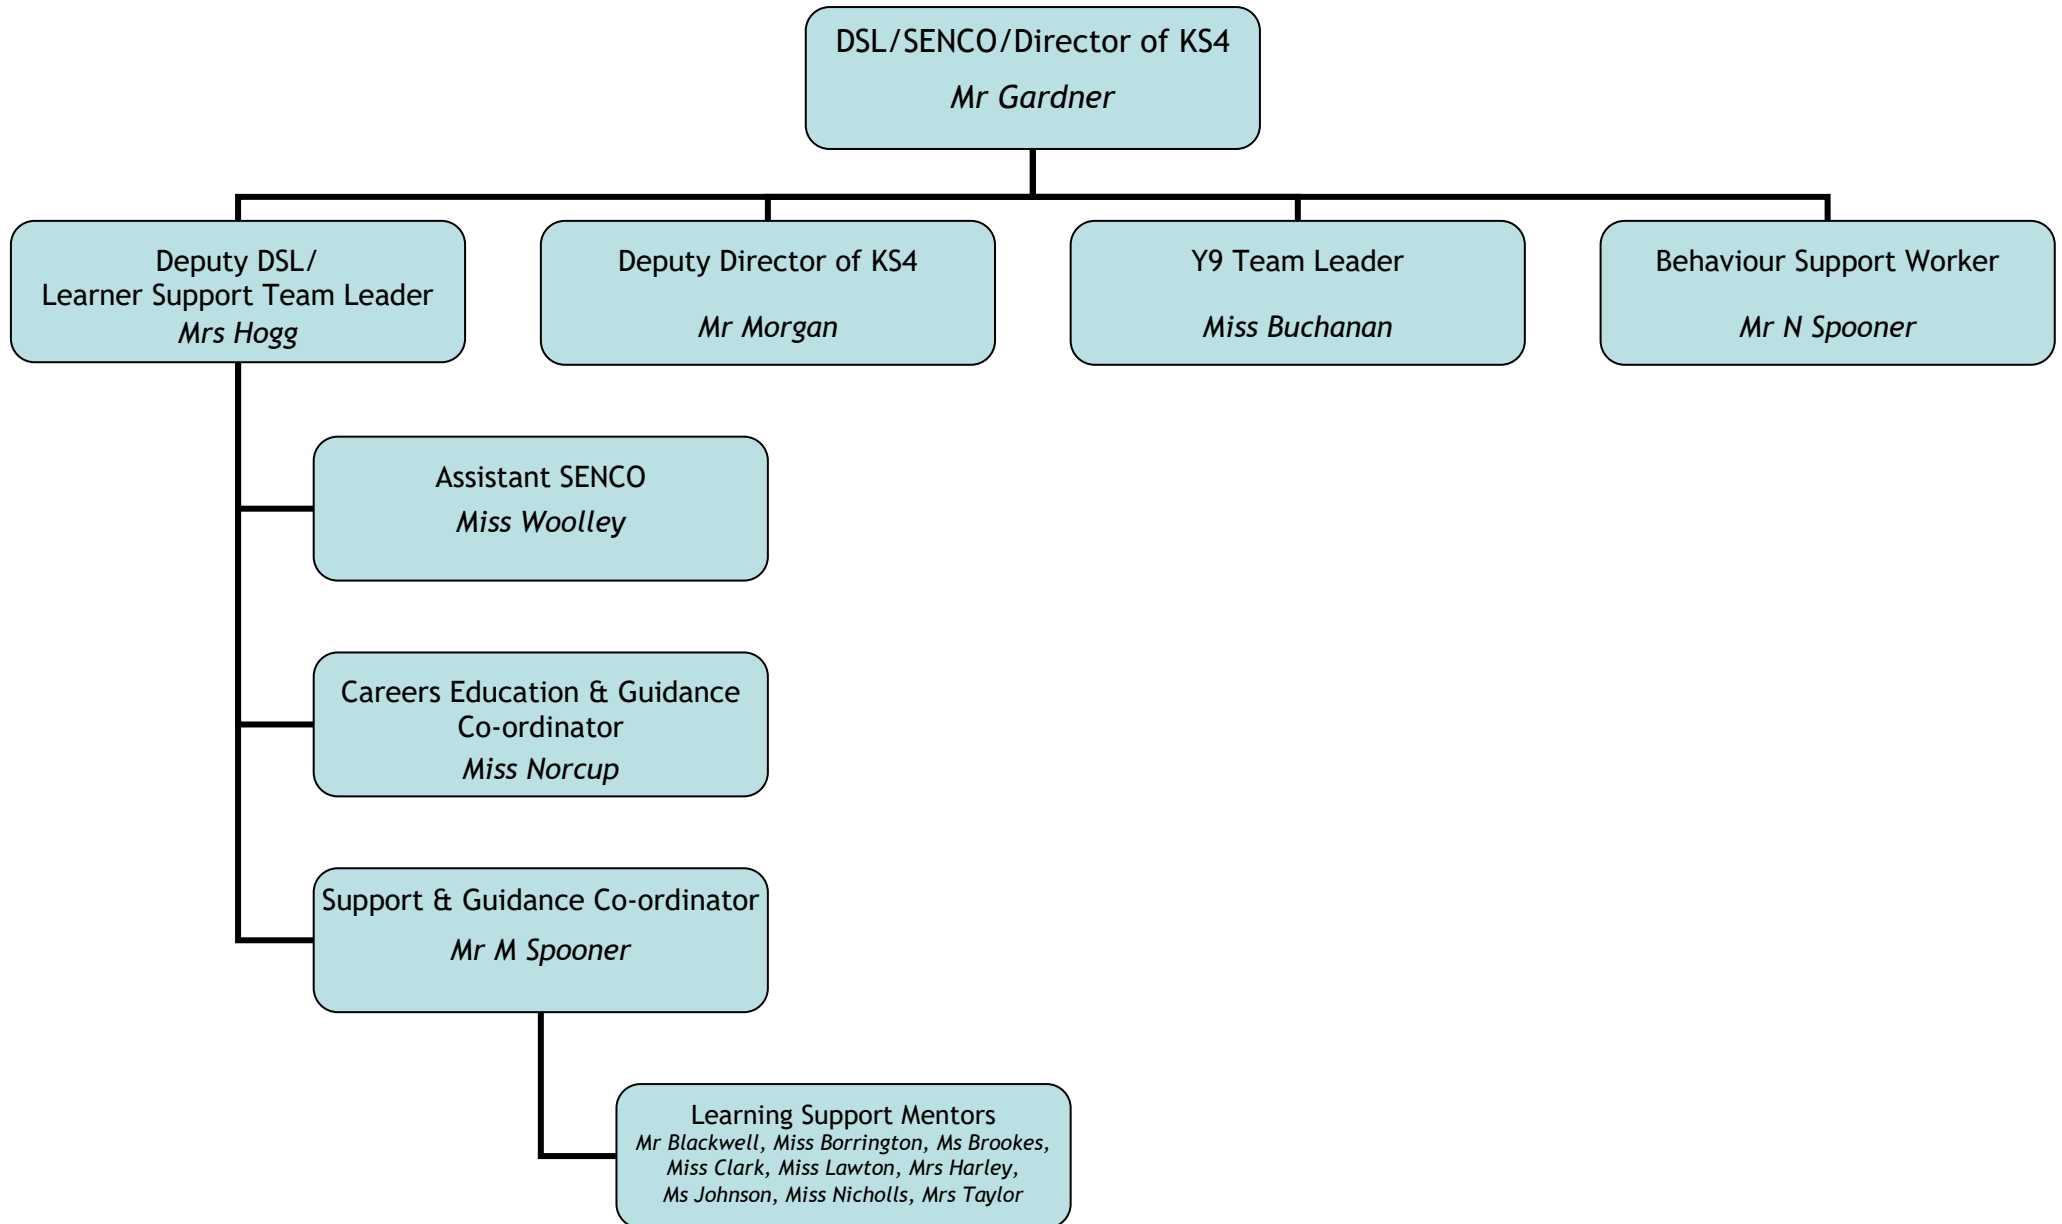 DSL/SENCO/Director of KS4
Mr Gardner
Deputy DSL/
Learner Support Team Leader
Mrs Hogg
Deputy Director of KS4
Mr Morgan
Y9 Team Leader
Miss Buchanan
Behaviour Support Worker
Mr N Spooner
Assistant SENCO
Miss Woolley
Careers Education & Guidance
Co-ordinator
Miss Norcup
Support & Guidance Co-ordinator
Mr M Spooner
Learning Support Mentors
Mr Blackwell, Miss Borrington, Ms Brookes,
Miss Clark, Miss Lawton, Mrs Harley,
Ms Johnson, Miss Nicholls, Mrs Taylor